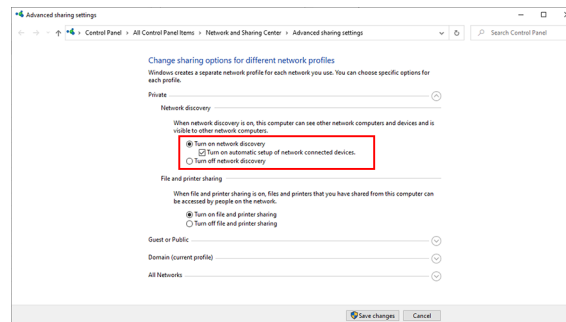 Advanced sharing settings
Control Panel > All Control Panel Items > Network and Sharing Center > Advanced sharing settings
Search Control Panel
Change sharing options for different network profiles
Windows creates a separate network profile for each network you use. You can choose specific options for
each profile.
Private
Network discovery
When network discovery is on, this computer can see other network computers and devices and is
visible to other network computers.
Turn on network discovery
Turn on automatic setup of network connected devices.
Turn off network discovery
File and printer sharing
When file and printer sharing is on, files and printers that you have shared from this computer can
be accessed by people on the network.
Turn on file and printer sharing
Turn off file and printer sharing
Guest or Public
Domain (current profile)
All Networks
Save changes
Cancel